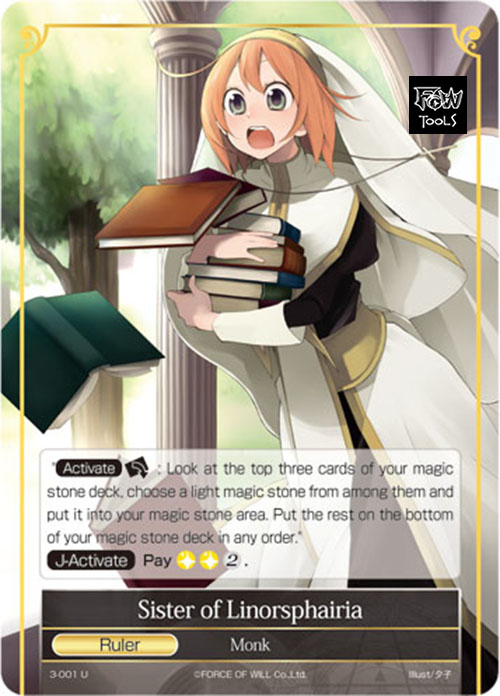 FOW
TOOLS
" Activate : Look at the top three cards of your magic
stone deck, choose a light magic stone from among them and
put it into your magic stone area. Put the rest on the bottom
of your magic stone deck in any order."
J-Activate Pay 2 .
Sister of Linorsphairia
Ruler Monk
3-001 U ©FORCE OF WILL Co.,Ltd. Illust/夕子